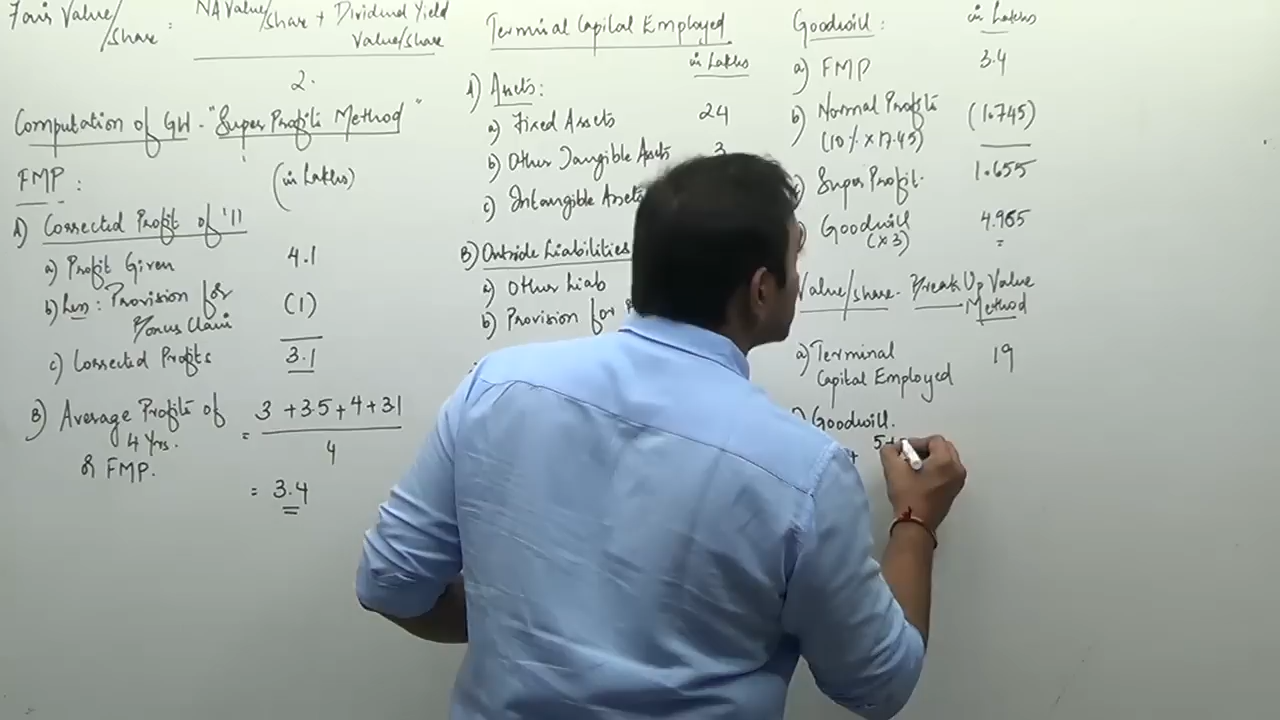 Fair Value/share : NA Value/share + Dividend Yield Value/share
2.
Computation of GW - "Super Profits Method"
FMP :
(in Lakhs)
A) Corrected Profit of '11
a) Profit Given 4.1
b) Less : Provision for (1)
Bonus Claim
c) Corrected Profits 3.1
B) Average Profits of = 3 + 3.5 + 4 + 3.1
4 yrs. 4
or FMP.
= 3.4
Terminal Capital Employed
in Lakhs
A) Assets :
a) Fixed Assets 24
b) Other Tangible Assets 3
c) Intangible Assets
B) Outside Liabilities
a) Other Liab
b) Provision for
Goodwill : in Lakhs
a) FMP 3.4
b) Normal Profits (1.745)
(10% x 17.45)
Super Profit. 1.655
Goodwill 4.965
(x3)
Value/share - Break Up Value
Method
a) Terminal 19
Capital Employed
Goodwill.
5+